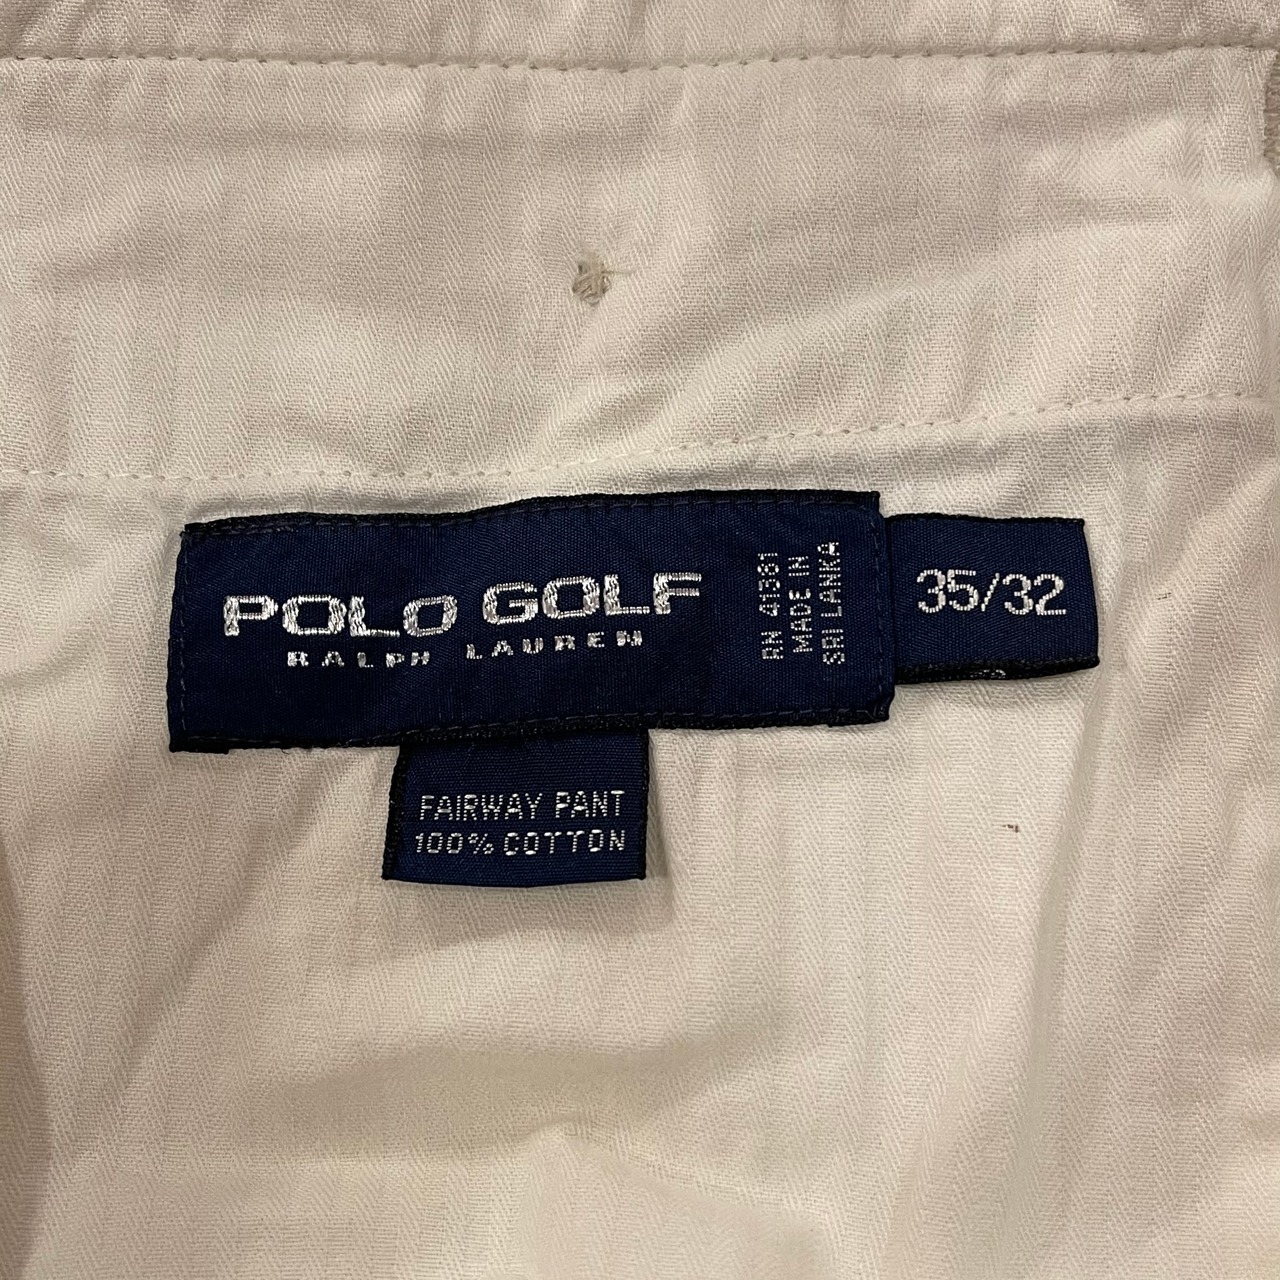 POLO GOLF
RALPH LAUREN
RN 41381
MADE IN
SRI LANKA
35/32
FAIRWAY PANT
100% COTTON